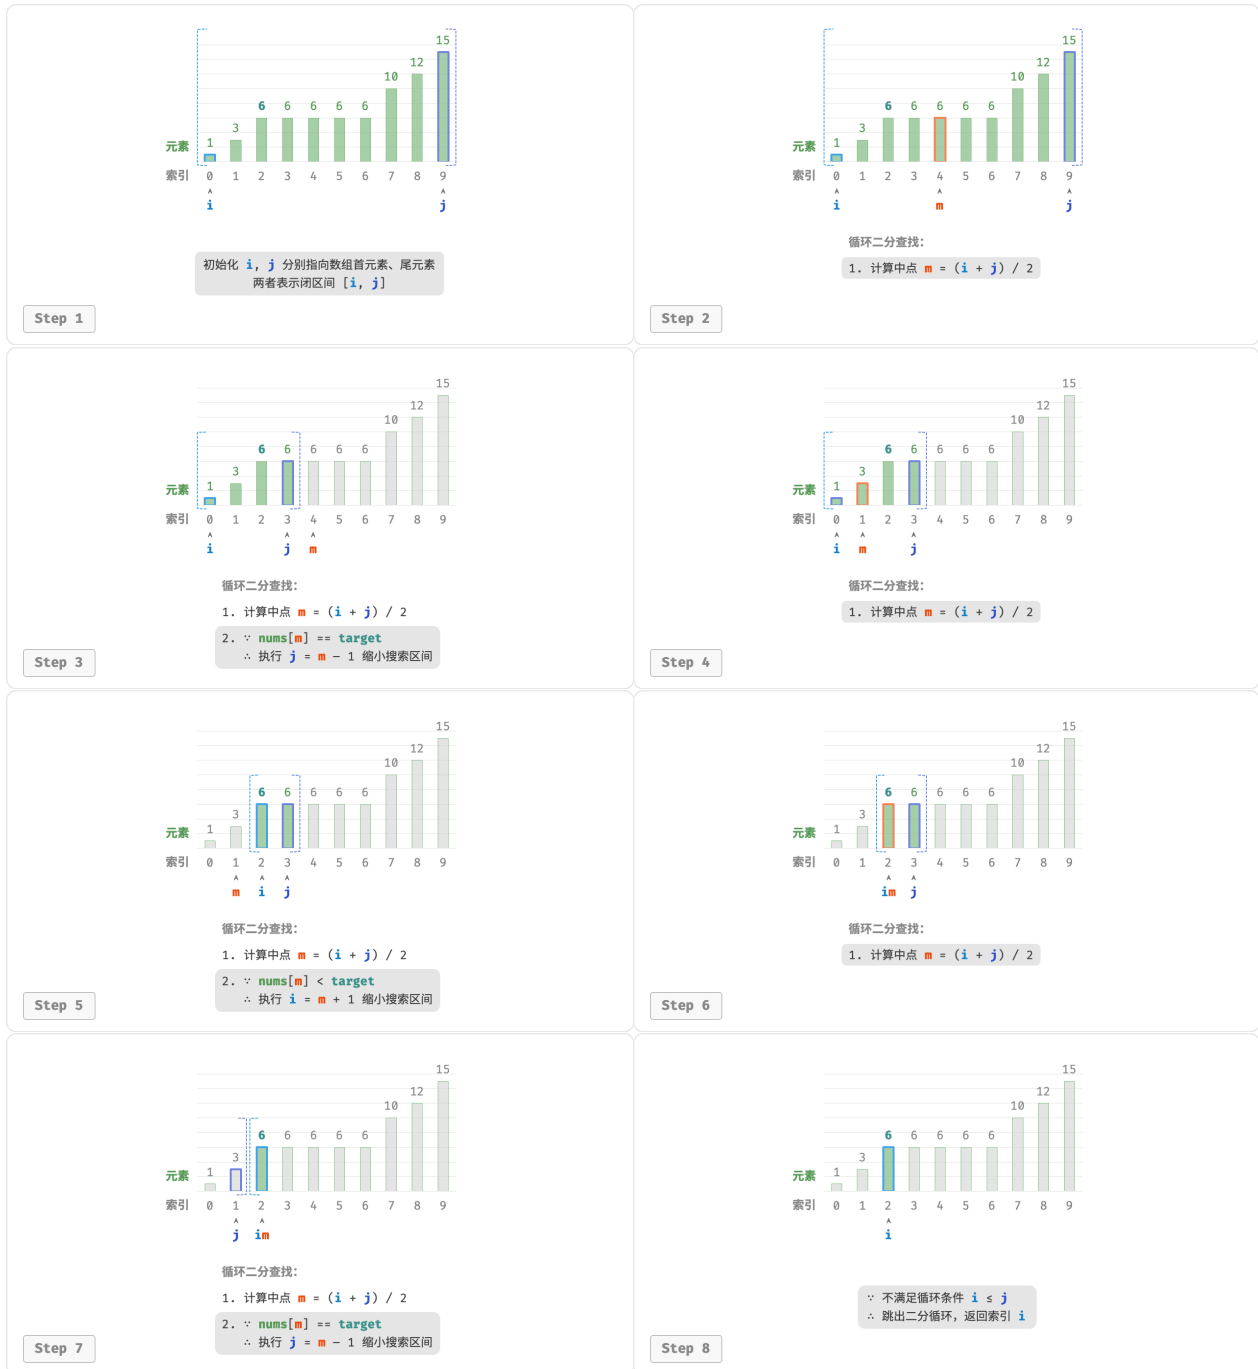 15
12
10
6 6 6 6 6
3
元素 1
索引 0 1 2 3 4 5 6 7 8 9
i j
初始化 i, j 分别指向数组首元素、尾元素
两者表示闭区间 [i, j]
Step 1
15
12
10
6 6 6 6 6
3
元素 1
索引 0 1 2 3 4 5 6 7 8 9
i m j
循环二分查找:
1. 计算中点 m = (i + j) / 2
Step 2
15
12
10
6 6 6 6 6
3
元素 1
索引 0 1 2 3 4 5 6 7 8 9
i j m
循环二分查找:
1. 计算中点 m = (i + j) / 2
2. ∵ nums[m] == target
∴ 执行 j = m − 1 缩小搜索区间
Step 3
15
12
10
6 6 6 6 6
3
元素 1
索引 0 1 2 3 4 5 6 7 8 9
i m j
循环二分查找:
1. 计算中点 m = (i + j) / 2
Step 4
15
12
10
6 6 6 6 6
3
元素 1
索引 0 1 2 3 4 5 6 7 8 9
m i j
循环二分查找:
1. 计算中点 m = (i + j) / 2
2. ∵ nums[m] < target
∴ 执行 i = m + 1 缩小搜索区间
Step 5
15
12
10
6 6 6 6 6
3
元素 1
索引 0 1 2 3 4 5 6 7 8 9
im j
循环二分查找:
1. 计算中点 m = (i + j) / 2
Step 6
15
12
10
6 6 6 6 6
3
元素 1
索引 0 1 2 3 4 5 6 7 8 9
j im
循环二分查找:
1. 计算中点 m = (i + j) / 2
2. ∵ nums[m] == target
∴ 执行 j = m − 1 缩小搜索区间
Step 7
15
12
10
6 6 6 6 6
3
元素 1
索引 0 1 2 3 4 5 6 7 8 9
i
∵ 不满足循环条件 i ≤ j
∴ 跳出二分循环，返回索引 i
Step 8